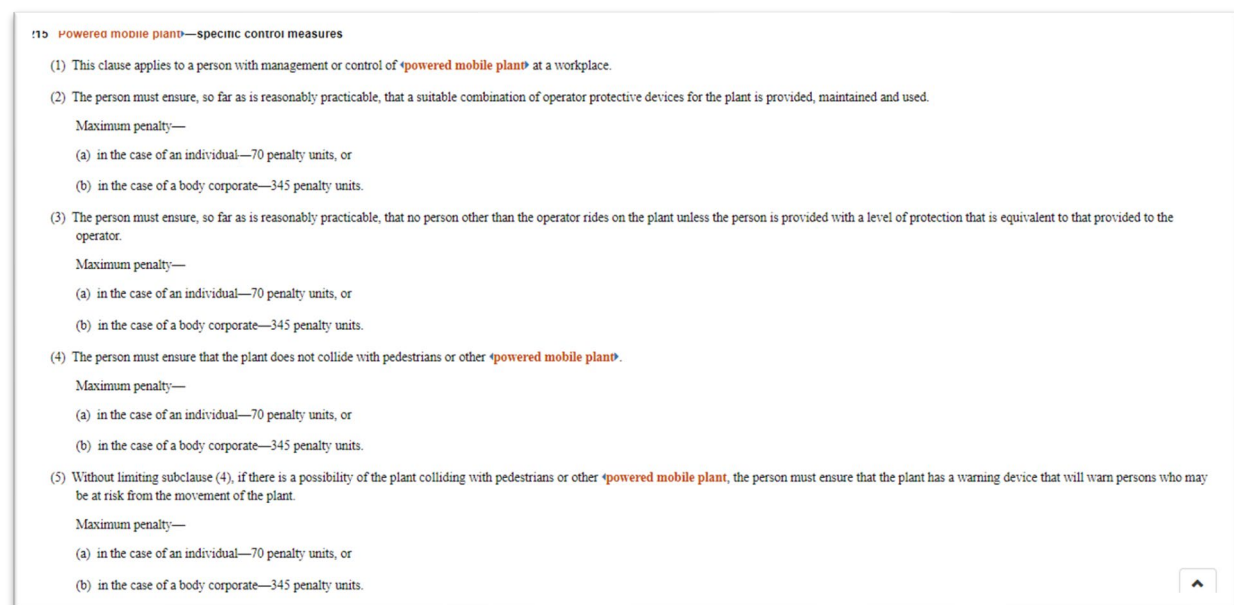 215 Powered mobile plant—specific control measures
(1) This clause applies to a person with management or control of powered mobile plant at a workplace.
(2) The person must ensure, so far as is reasonably practicable, that a suitable combination of operator protective devices for the plant is provided, maintained and used.
Maximum penalty—
(a) in the case of an individual—70 penalty units, or
(b) in the case of a body corporate—345 penalty units.
(3) The person must ensure, so far as is reasonably practicable, that no person other than the operator rides on the plant unless the person is provided with a level of protection that is equivalent to that provided to the
operator.
Maximum penalty—
(a) in the case of an individual—70 penalty units, or
(b) in the case of a body corporate—345 penalty units.
(4) The person must ensure that the plant does not collide with pedestrians or other powered mobile plant.
Maximum penalty—
(a) in the case of an individual—70 penalty units, or
(b) in the case of a body corporate—345 penalty units.
(5) Without limiting subclause (4), if there is a possibility of the plant colliding with pedestrians or other powered mobile plant, the person must ensure that the plant has a warning device that will warn persons who may
be at risk from the movement of the plant.
Maximum penalty—
(a) in the case of an individual—70 penalty units, or
(b) in the case of a body corporate—345 penalty units.